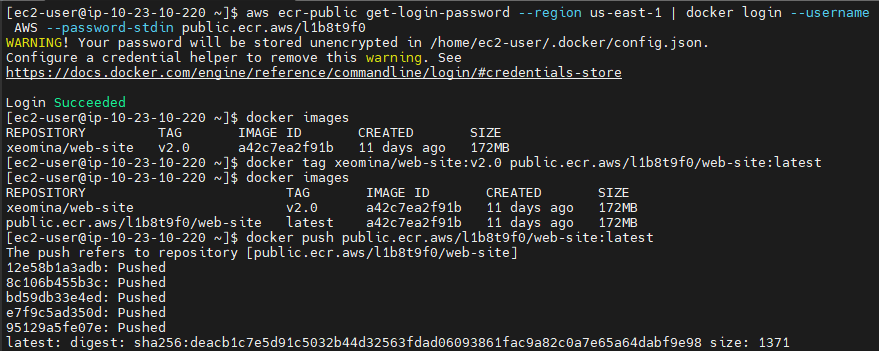 [ec2-user@ip-10-23-10-220 ~]$ aws ecr-public get-login-password --region us-east-1 | docker login --username
AWS --password-stdin public.ecr.aws/l1b8t9f0
WARNING! Your password will be stored unencrypted in /home/ec2-user/.docker/config.json.
Configure a credential helper to remove this warning. See
https://docs.docker.com/engine/reference/commandline/login/#credentials-store

Login Succeeded
[ec2-user@ip-10-23-10-220 ~]$ docker images
REPOSITORY         TAG       IMAGE ID       CREATED       SIZE
xeomina/web-site   v2.0      a42c7ea2f91b   11 days ago   172MB
[ec2-user@ip-10-23-10-220 ~]$ docker tag xeomina/web-site:v2.0 public.ecr.aws/l1b8t9f0/web-site:latest
[ec2-user@ip-10-23-10-220 ~]$ docker images
REPOSITORY                         TAG       IMAGE ID       CREATED       SIZE
xeomina/web-site                   v2.0      a42c7ea2f91b   11 days ago   172MB
public.ecr.aws/l1b8t9f0/web-site   latest    a42c7ea2f91b   11 days ago   172MB
[ec2-user@ip-10-23-10-220 ~]$ docker push public.ecr.aws/l1b8t9f0/web-site:latest
The push refers to repository [public.ecr.aws/l1b8t9f0/web-site]
12e58b1a3adb: Pushed
8c106b455b3c: Pushed
bd59db33e4ed: Pushed
e7f9c5ad350d: Pushed
95129a5fe07e: Pushed
latest: digest: sha256:deacb1c7e5d91c5032b44d32563fdad06093861fac9a82c0a7e65a64dabf9e98 size: 1371